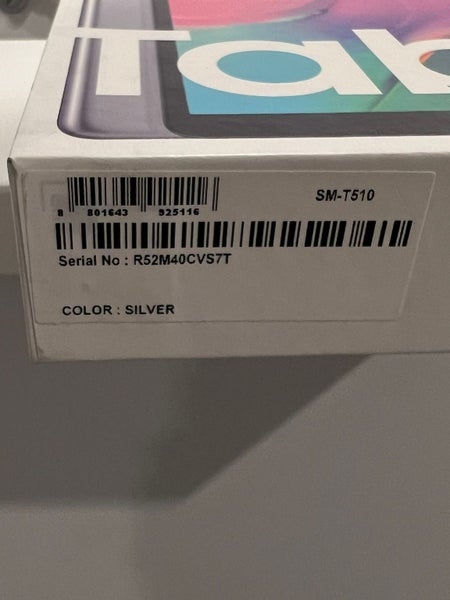 Tab
8 801643 925116
SM-T510
Serial No : R52M40CVS7T
COLOR : SILVER